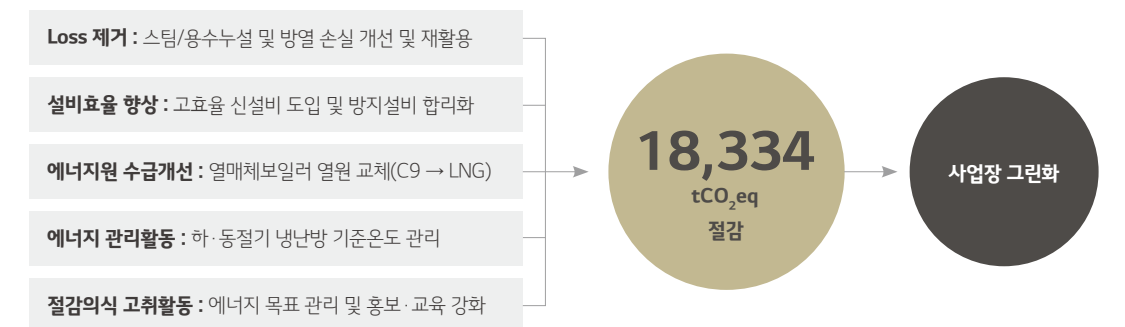 Loss 제거 : 스팀/용수누설 및 방열 손실 개선 및 재활용
설비효율 향상 : 고효율 신설비 도입 및 방지설비 합리화
에너지원 수급개선 : 열매체보일러 열원 교체(C9 → LNG)
에너지 관리활동 : 하·동절기 냉난방 기준온도 관리
절감의식 고취활동 : 에너지 목표 관리 및 홍보·교육 강화
18,334
tCO₂eq
절감
사업장 그린화